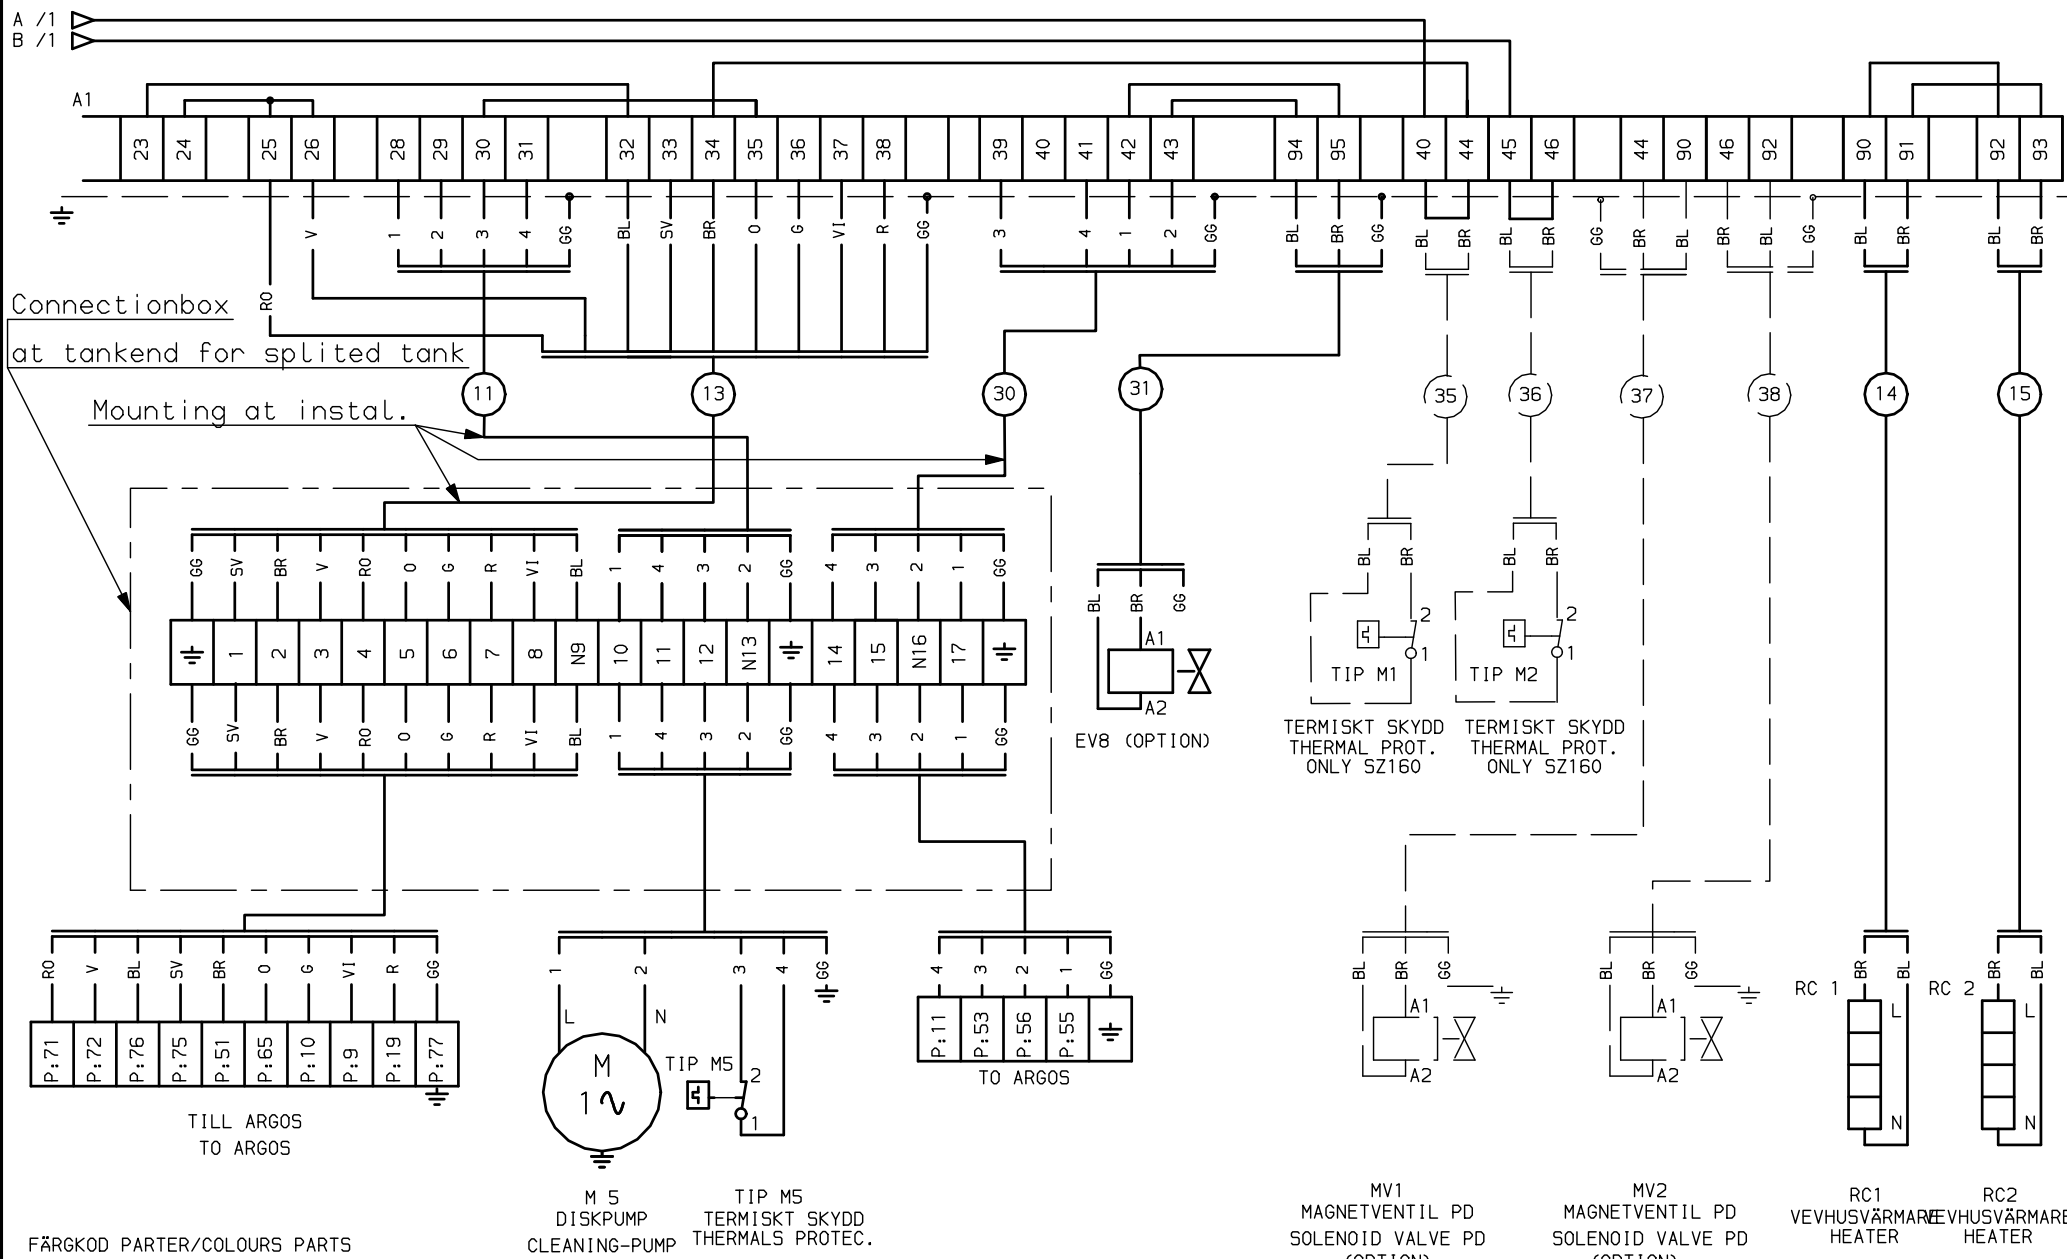 A /1
B /1
A1
23 24 25 26 28 29 30 31 32 33 34 35 36 37 38 39 40 41 42 43 94 95 40 44 45 46 44 90 46 92 90 91 92 93
V 1 2 3 4 GG BL SV BR O G VI R GG 3 4 1 2 GG BL BR GG BL BR BL BR GG BR BL BR BL GG BL BR BL BR
RO
Connectionbox
at tankend for splited tank
11 13 30 31 35 36 37 38 14 15
Mounting at instal.
GG SV BR V RO O G R VI BL 1 4 3 2 GG 4 3 2 1 GG
BL BR BL BR
BL BR GG
1 2 3 4 5 6 7 8 N9 10 11 12 N13 14 15 N16 17
A1
A2
EV8 (OPTION)
2 2
1 1
TIP M1 TIP M2
GG SV BR V RO O G R VI BL 1 4 3 2 GG 4 3 2 1 GG
TERMISKT SKYDD TERMISKT SKYDD
THERMAL PROT. THERMAL PROT.
ONLY SZ160 ONLY SZ160
RO V BL SV BR O G VI R GG 1 2 3 4 GG 4 3 2 1 GG BL BR GG BL BR GG BR BL BR BL
RC 1 RC 2
L N A1 A1 L L
P:71 P:72 P:76 P:75 P:51 P:65 P:10 P:9 P:19 P:77 P:11 P:53 P:56 P:55
M
1
TIP M5
2
1
TO ARGOS
A2 A2
N N
TILL ARGOS
TO ARGOS
M 5
DISKPUMP
CLEANING-PUMP
TIP M5
TERMISKT SKYDD
THERMALS PROTEC.
MV1
MAGNETVENTIL PD
SOLENOID VALVE PD
(OPTION)
MV2
MAGNETVENTIL PD
SOLENOID VALVE PD
(OPTION)
RC1
VEVHUSVÄRMARE
HEATER
RC2
VEVHUSVÄRMARE
HEATER
FÄRGKOD PARTER/COLOURS PARTS